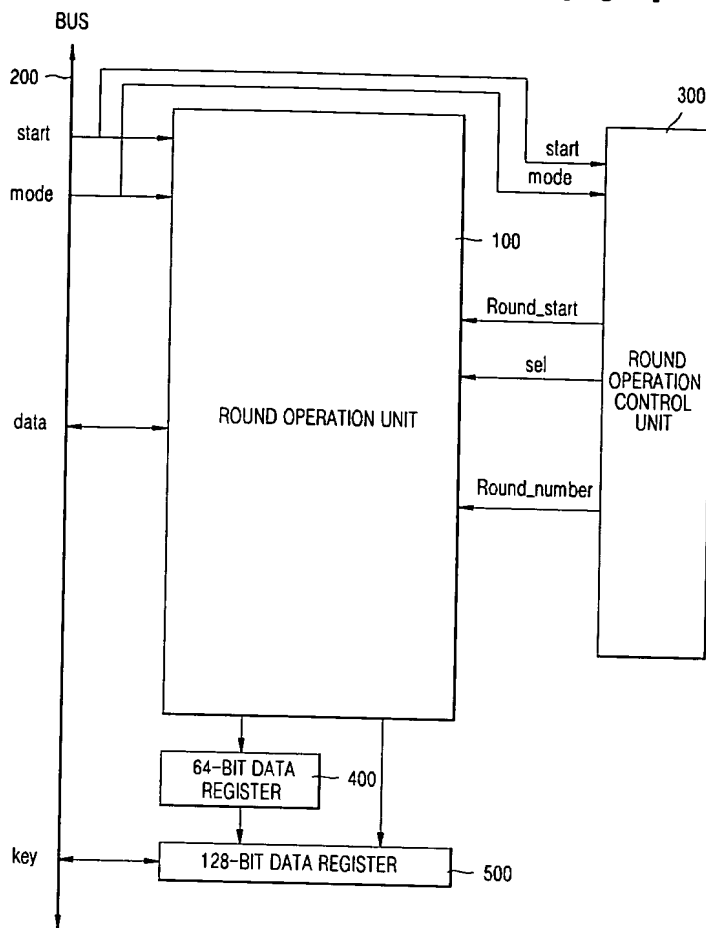 BUS
200
300
start
start
mode
mode
100
Round_start
sel
ROUND
OPERATION
CONTROL
UNIT
data
ROUND OPERATION UNIT
Round_number
64-BIT DATA
REGISTER
400
key
128-BIT DATA REGISTER
500